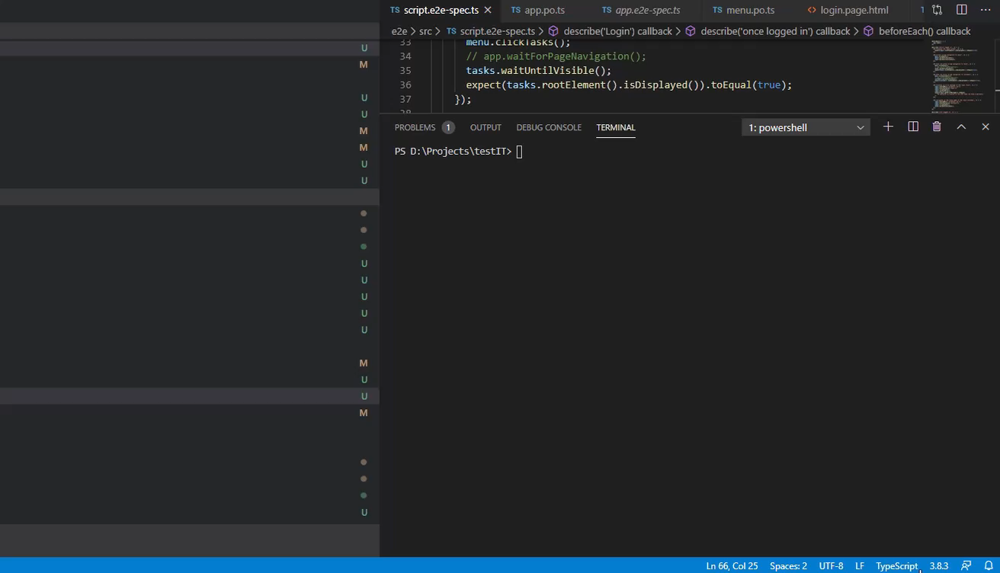 TS script.e2e-spec.ts TS app.po.ts TS app.e2e-spec.ts TS menu.po.ts <> login.page.html
e2e > src > TS script.e2e-spec.ts > describe('Login') callback > describe('once logged in') callback > beforeEach() callback
33 menu.clickTasks();
34 // app.waitForPageNavigation();
35 tasks.waitUntilVisible();
36 expect(tasks.rootElement().isDisplayed()).toEqual(true);
37 });
38
PROBLEMS 1 OUTPUT DEBUG CONSOLE TERMINAL 1: powershell
PS D:\Projects\testIT>
U
M
U
U
M
M
U
U
U
U
U
U
U
M
U
U
M
U
Ln 66, Col 25 Spaces: 2 UTF-8 LF TypeScript 3.8.3